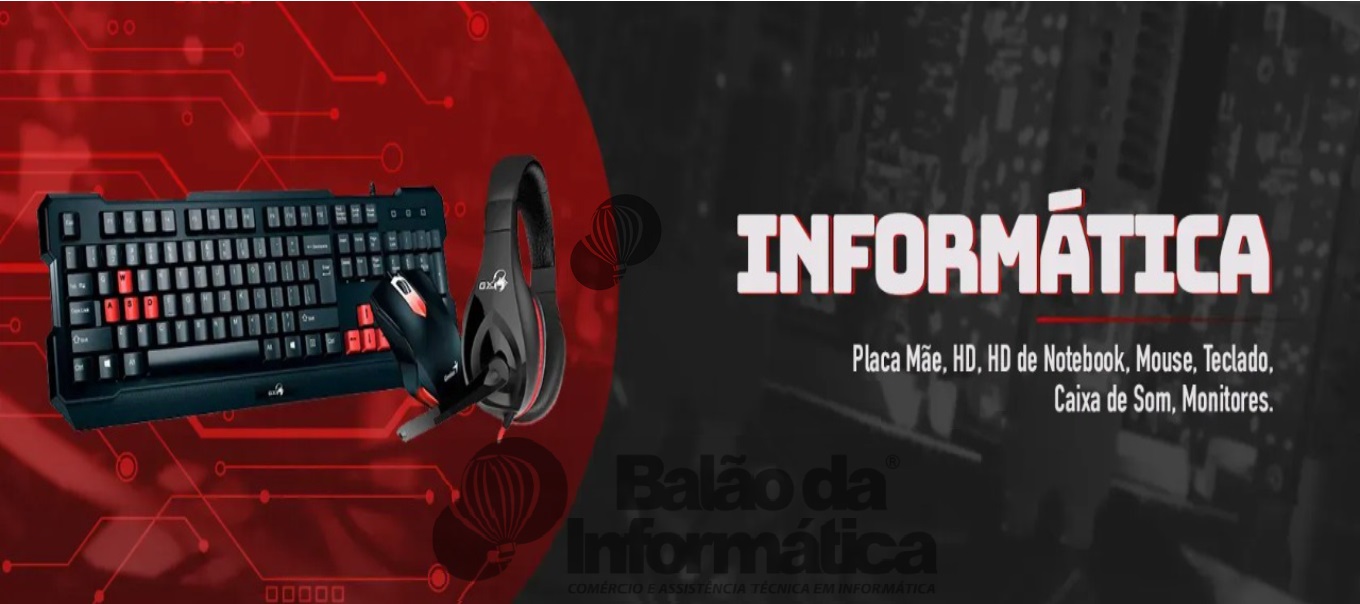 INFORMÁTICA
Placa Mãe, HD, HD de Notebook, Mouse, Teclado,
Caixa de Som, Monitores.
Balão da®
Informática
COMÉRCIO E ASSISTÊNCIA TÉCNICA EM INFORMÁTICA
W
A S D
GX